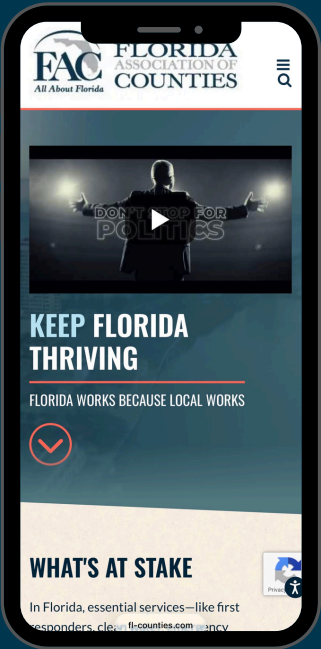 FAC
FLORIDA
ASSOCIATION OF
COUNTIES
All About Florida
DON'T STOP FOR
POLITICS
KEEP FLORIDA
THRIVING
FLORIDA WORKS BECAUSE LOCAL WORKS
WHAT'S AT STAKE
In Florida, essential services—like first
responders,
fl-counties.com